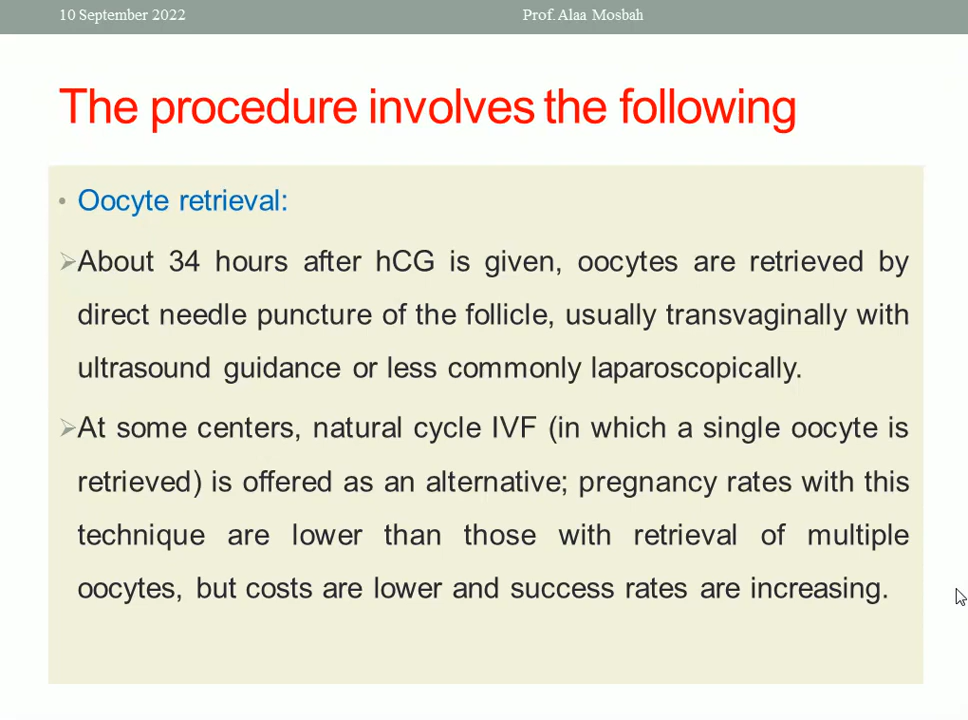 10 September 2022 Prof. Alaa Mosbah
The procedure involves the following
• Oocyte retrieval:
➢About 34 hours after hCG is given, oocytes are retrieved by
direct needle puncture of the follicle, usually transvaginally with
ultrasound guidance or less commonly laparoscopically.
➢At some centers, natural cycle IVF (in which a single oocyte is
retrieved) is offered as an alternative; pregnancy rates with this
technique are lower than those with retrieval of multiple
oocytes, but costs are lower and success rates are increasing.